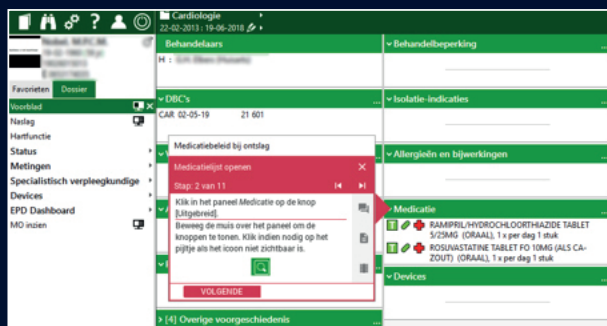 Cardiologie
22-02-2013 ; 19-06-2018
Favorieten
Dossier
Voorblad
Naslag
Hartfunctie
Status
Metingen
Specialistisch verpleegkundige
Devices
EPD Dashboard
MO inzien
Behandelaars
H :
DBC's
CAR 02-05-19 21 601
Medicatiebeleid bij ontslag
Medicatielijst openen
Stap: 2 van 11
Klik in het paneel Medicatie op de knop
[Uitgebreid].
Beweeg de muis over het paneel om de
knoppen te tonen. Klik indien nodig op het
pijltje als het icoon niet zichtbaar is.
VOLGENDE
[4] Overige voorgeschiedenis
Behandelbeperking
Isolatie-indicaties
Allergieën en bijwerkingen
Medicatie
RAMIPRIL/HYDROCHLOORTHIAZIDE TABLET
5/25MG (ORAAL), 1 x per dag 1 stuk
ROSUVASTATINE TABLET FO 10MG (ALS CA-
ZOUT) (ORAAL), 1 x per dag 1 stuk
Devices